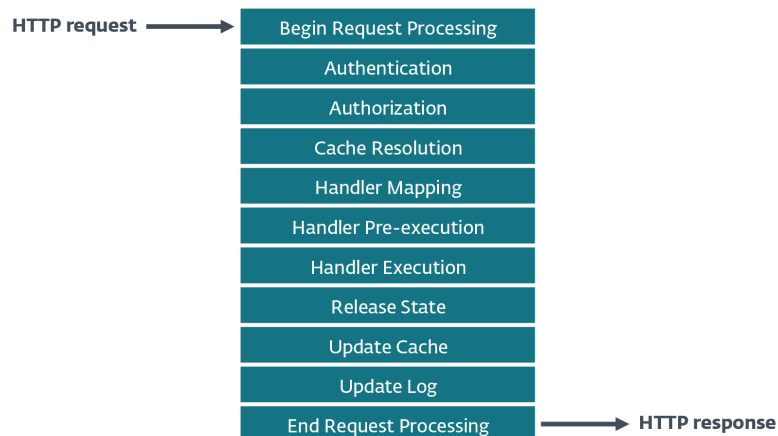 HTTP request
Begin Request Processing
Authentication
Authorization
Cache Resolution
Handler Mapping
Handler Pre-execution
Handler Execution
Release State
Update Cache
Update Log
End Request Processing
HTTP response